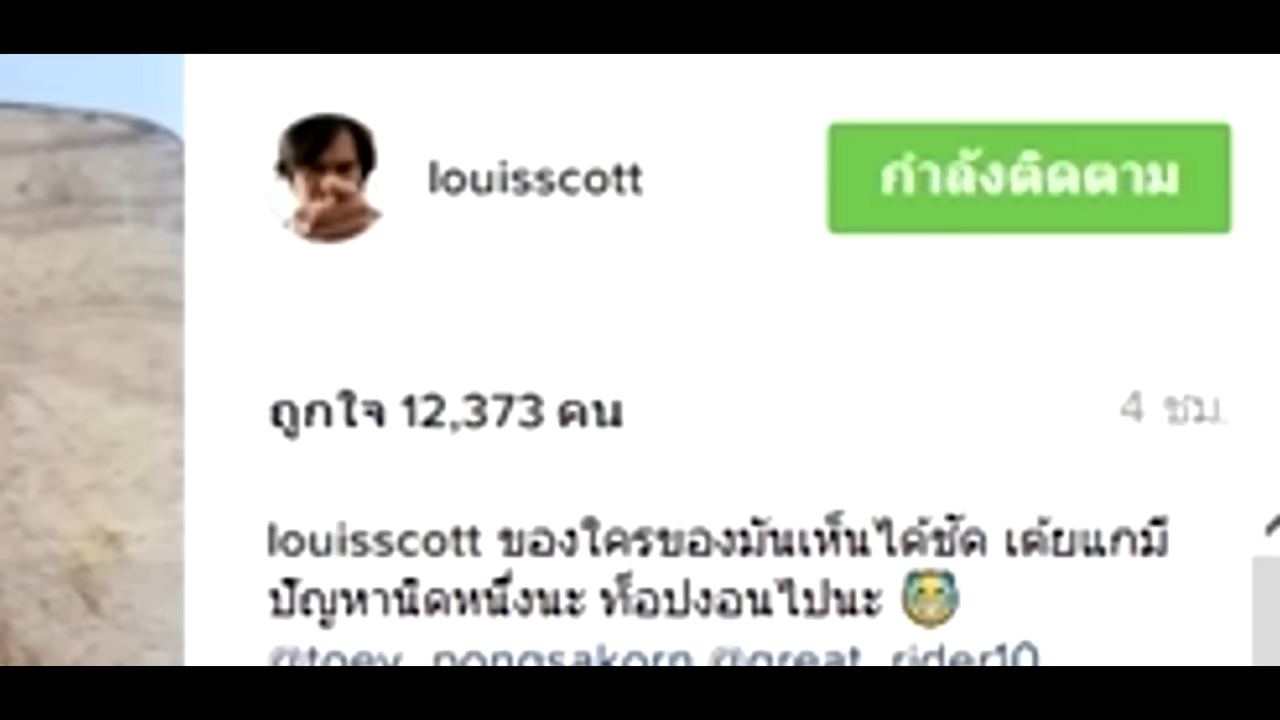 louisscott
กำลังติดตาม
ถูกใจ 12,373 คน
4 ชม.
louisscott ของใครของมันเห็นได้ชัด เต้ยแกมี
ปัญหานิดหนึ่งนะ ท็อปงอนไปนะ
@toey_pongsakorn @great_rider10